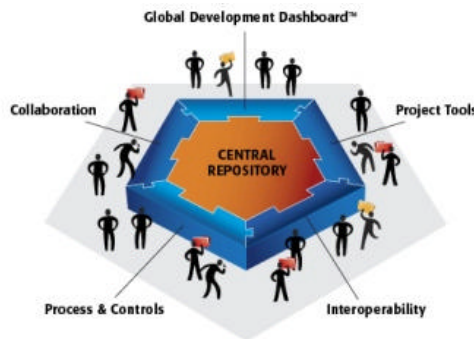 Global Development Dashboard™
Collaboration
Project Tools
CENTRAL
REPOSITORY
Process & Controls
Interoperability